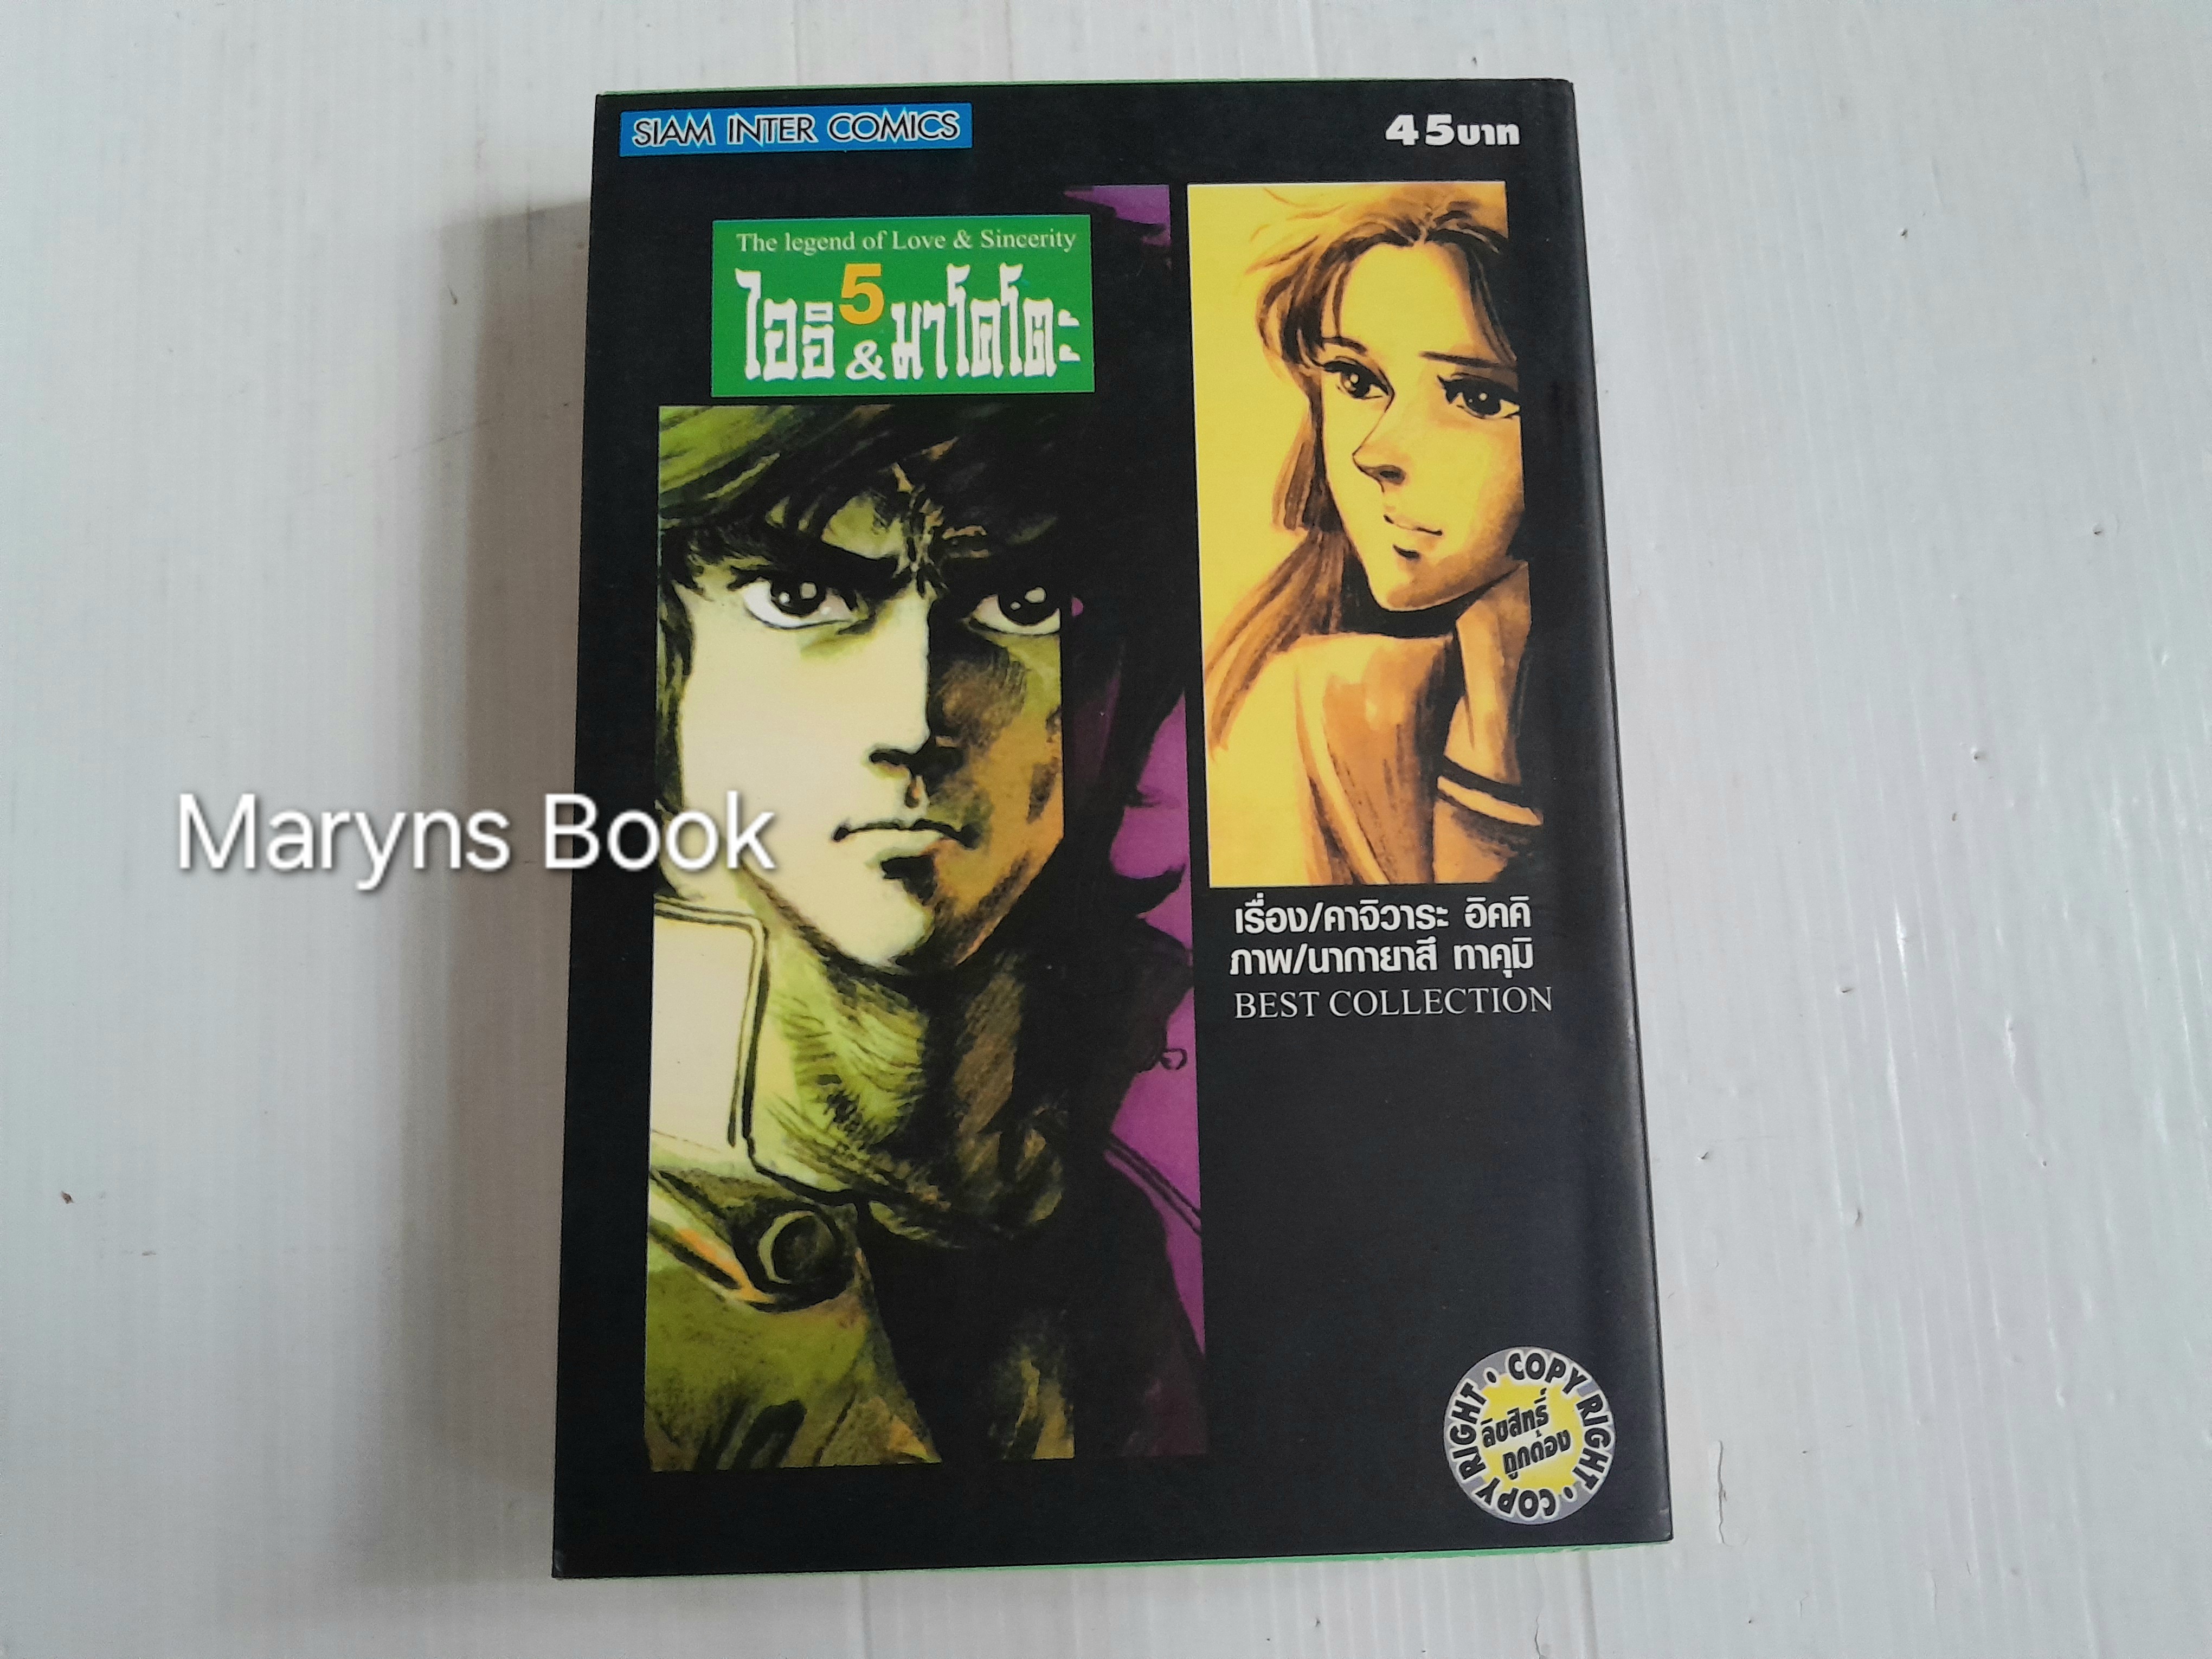 SIAM INTER COMICS
45บาท
The legend of Love & Sincerity
5
ไออิ&มาโคโตะ
Maryns Book
เรื่อง/คาจิวาระ อิคคิ
ภาพ/นากายาสึ ทาคุมิ
BEST COLLECTION
COPY RIGHT • COPY RIGHT •
ลิขสิทธิ์
ถูกต้อง